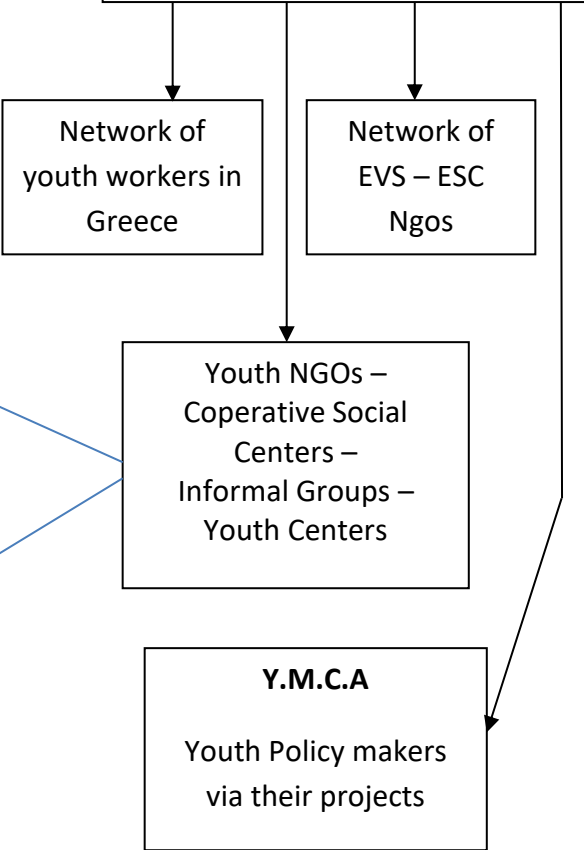 Network of
youth workers in
Greece
Network of
EVS – ESC
Ngos
Youth NGOs –
Coperative Social
Centers –
Informal Groups –
Youth Centers
Y.M.C.A
Youth Policy makers
via their projects